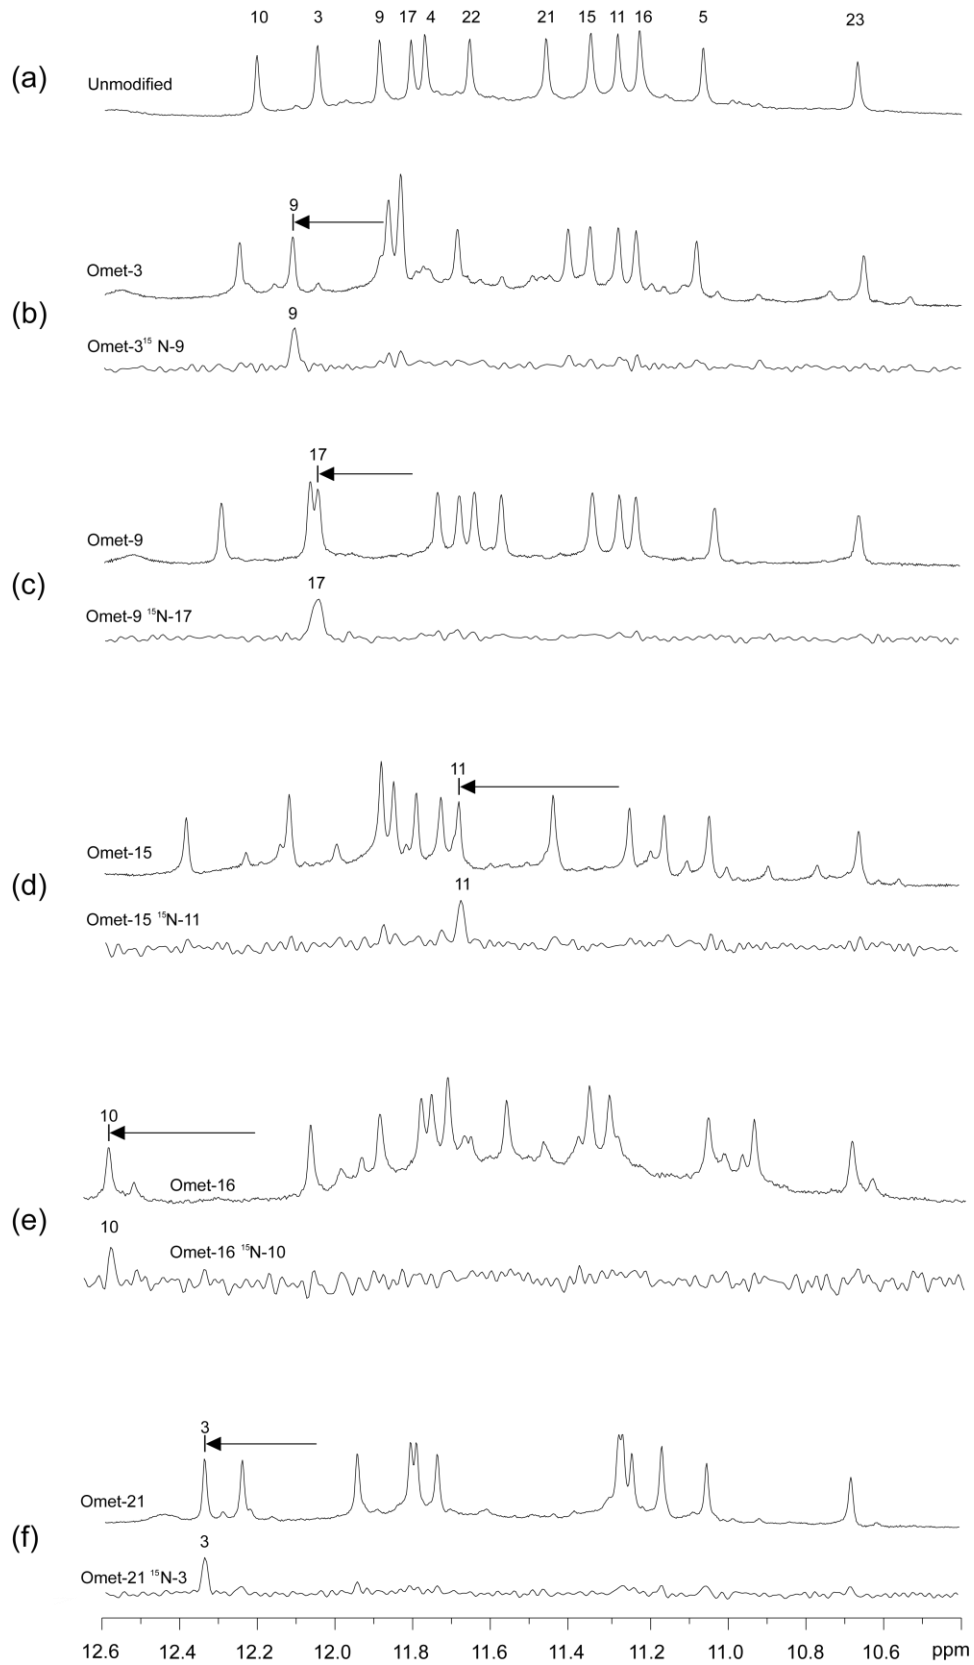 10 3 9 17 4 22 21 15 11 16 5 23
(a)
Unmodified
9
Omet-3
(b)
9
Omet-3¹⁵ N-9
17
Omet-9
(c)
17
Omet-9 ¹⁵N-17
11
Omet-15
(d)
11
Omet-15 ¹⁵N-11
10
Omet-16
(e)
10
Omet-16 ¹⁵N-10
3
Omet-21
(f)
3
Omet-21 ¹⁵N-3
12.6 12.4 12.2 12.0 11.8 11.6 11.4 11.2 11.0 10.8 10.6 ppm